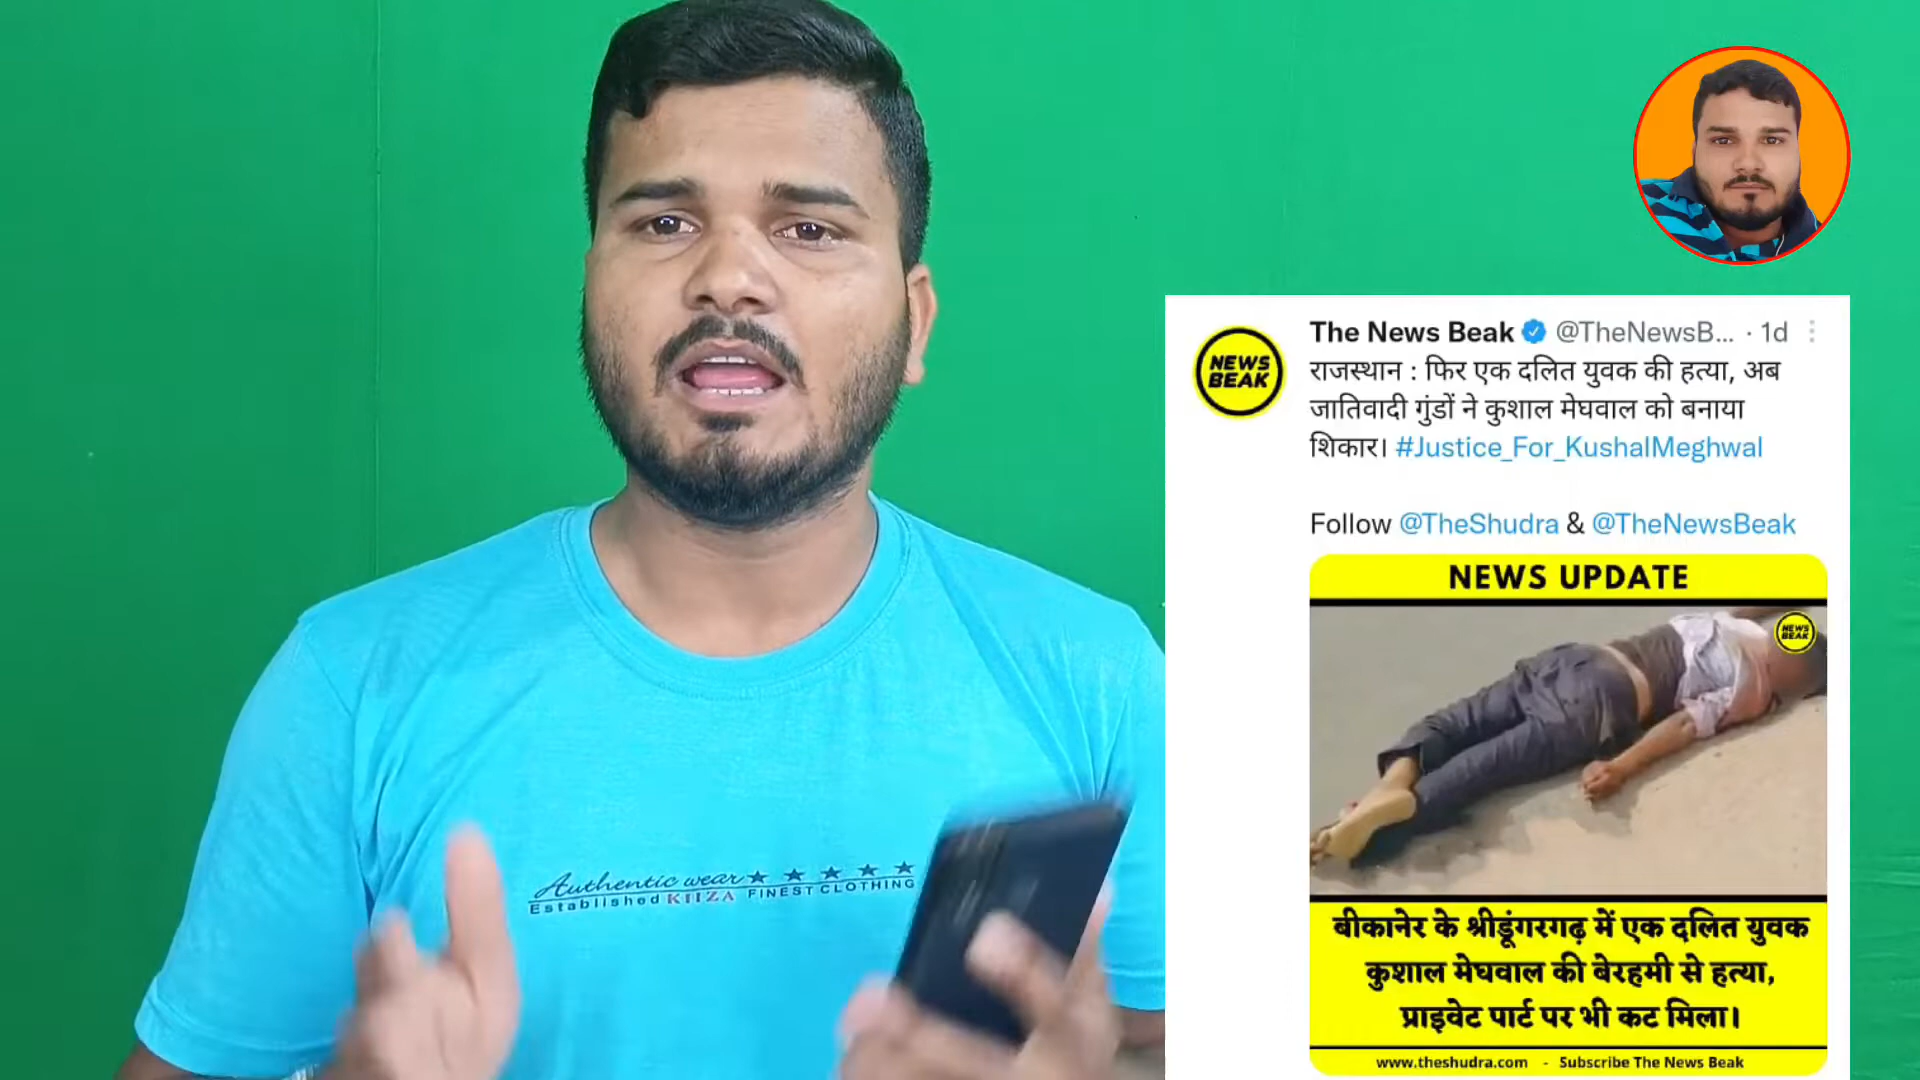 The News Beak @TheNewsB... · 1d
NEWS
BEAK
राजस्थान : फिर एक दलित युवक की हत्या, अब
जातिवादी गुंडों ने कुशाल मेघवाल को बनाया
शिकार। #Justice_For_KushalMeghwal
Follow @TheShudra & @TheNewsBeak
NEWS UPDATE
NEWS
BEAK
बीकानेर के श्रीडूंगरगढ़ में एक दलित युवक
कुशाल मेघवाल की बेरहमी से हत्या,
प्राइवेट पार्ट पर भी कट मिला।
www.theshudra.com - Subscribe The News Beak
Authentic wear
Established KIIZA FINEST CLOTHING